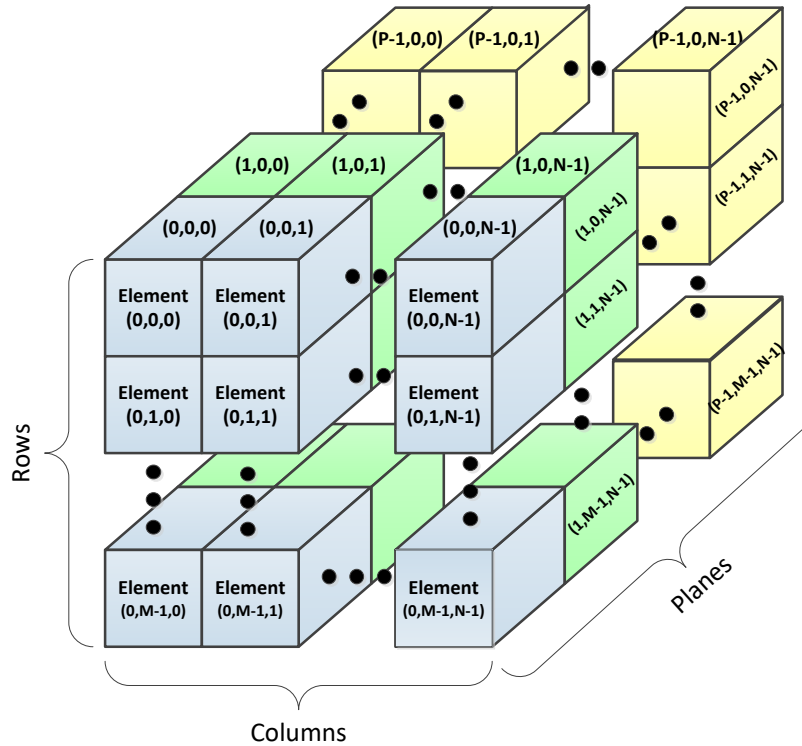 (P-1,0,0)
(P-1,0,1)
(P-1,0,N-1)
(P-1,0,N-1)
(1,0,0)
(1,0,1)
(1,0,N-1)
(P-1,1,N-1)
(0,0,0)
(0,0,1)
(0,0,N-1)
(1,0,N-1)
Element
(0,0,0)
Element
(0,0,1)
Element
(0,0,N-1)
(1,1,N-1)
Element
(0,1,0)
Element
(0,1,1)
Element
(0,1,N-1)
(P-1,M-1,N-1)
Rows
(1,M-1,N-1)
Element
(0,M-1,0)
Element
(0,M-1,1)
Element
(0,M-1,N-1)
Planes
Columns